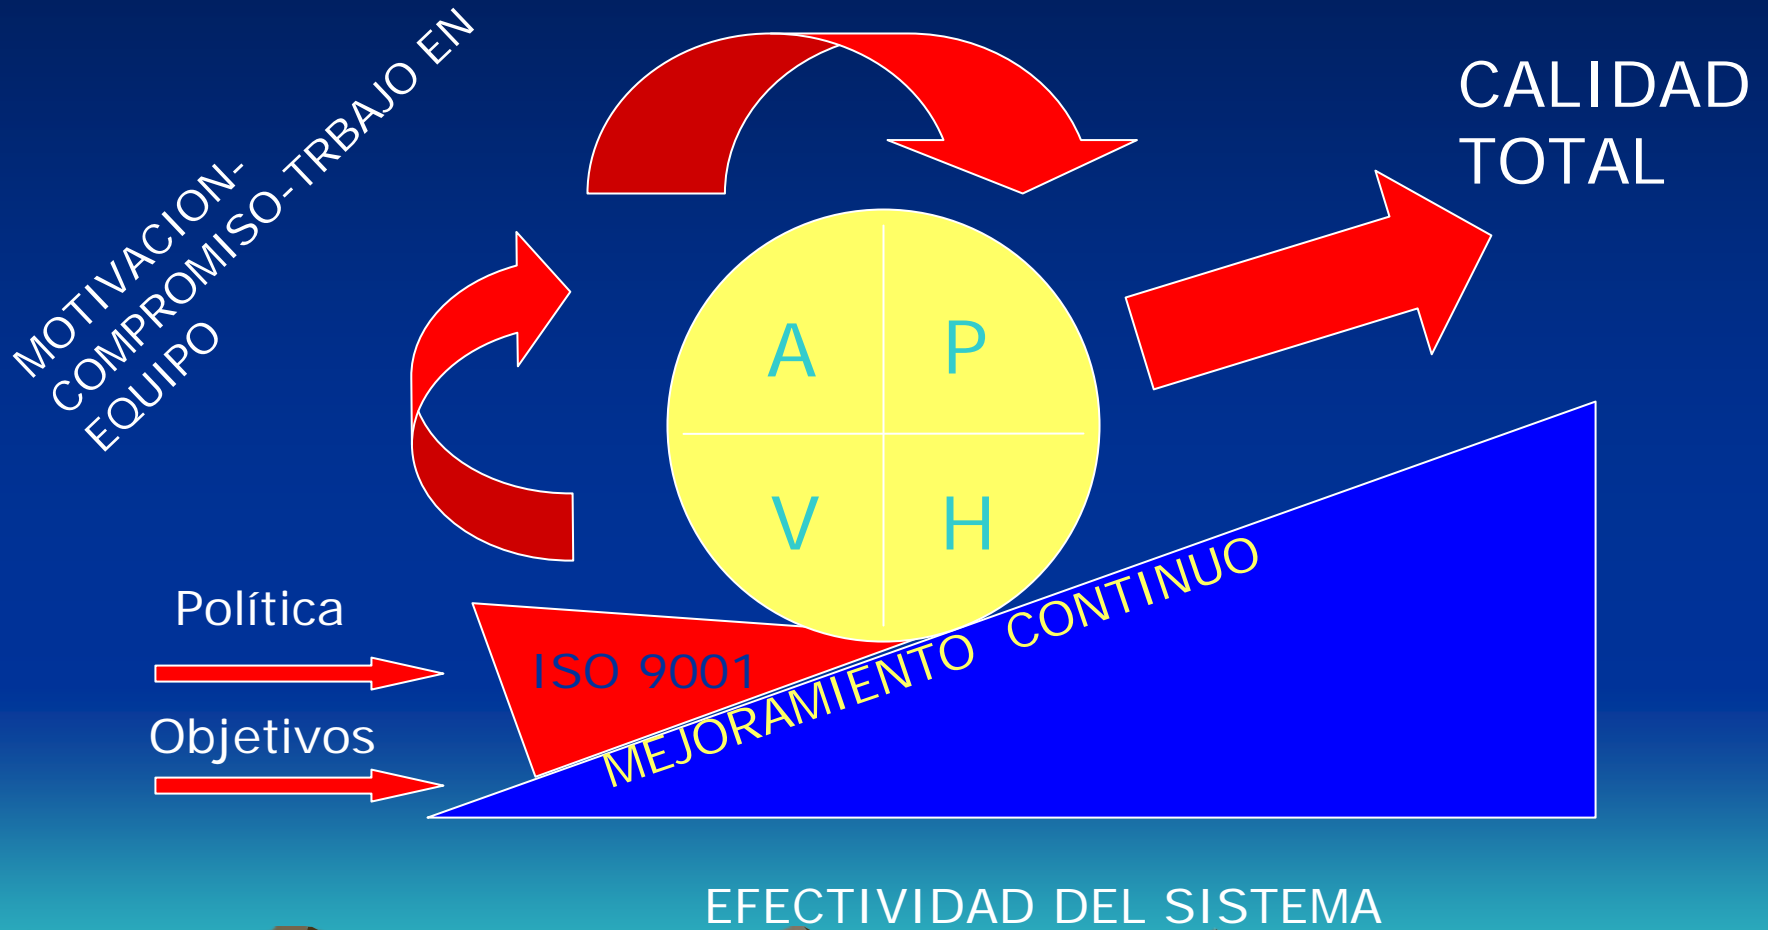 MOTIVACION-
COMPROMISO-TRBAJO EN
EQUIPO
CALIDAD
TOTAL
A P
V H
Política
ISO 9001
Objetivos
MEJORAMIENTO CONTINUO
EFECTIVIDAD DEL SISTEMA